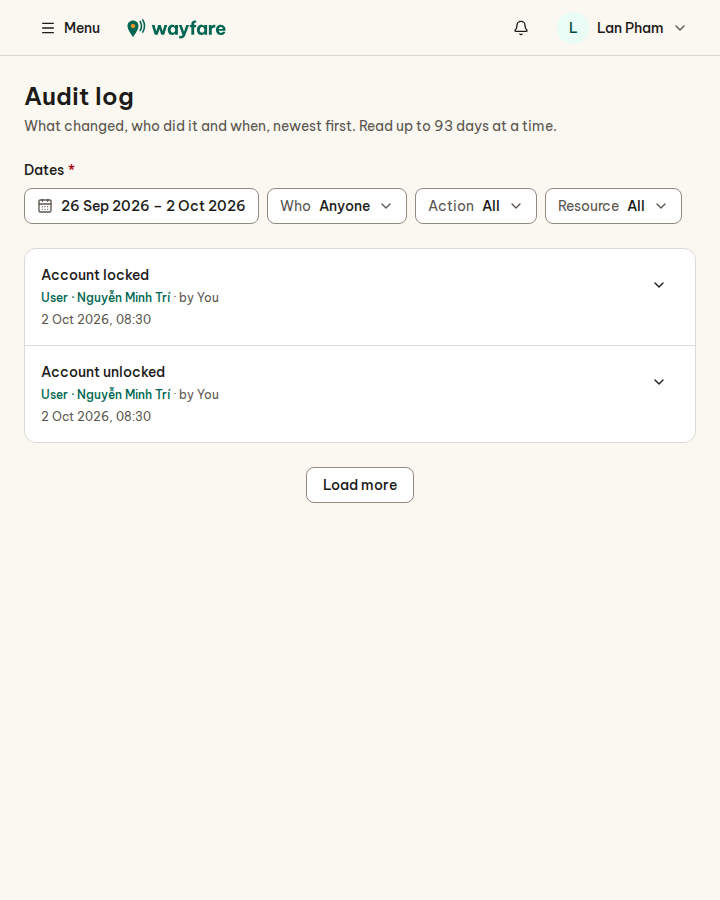 Menu wayfare L Lan Pham
Audit log
What changed, who did it and when, newest first. Read up to 93 days at a time.
Dates *
26 Sep 2026 – 2 Oct 2026 Who Anyone Action All Resource All
Account locked
User · Nguyễn Minh Trí · by You
2 Oct 2026, 08:30
Account unlocked
User · Nguyễn Minh Trí · by You
2 Oct 2026, 08:30
Load more